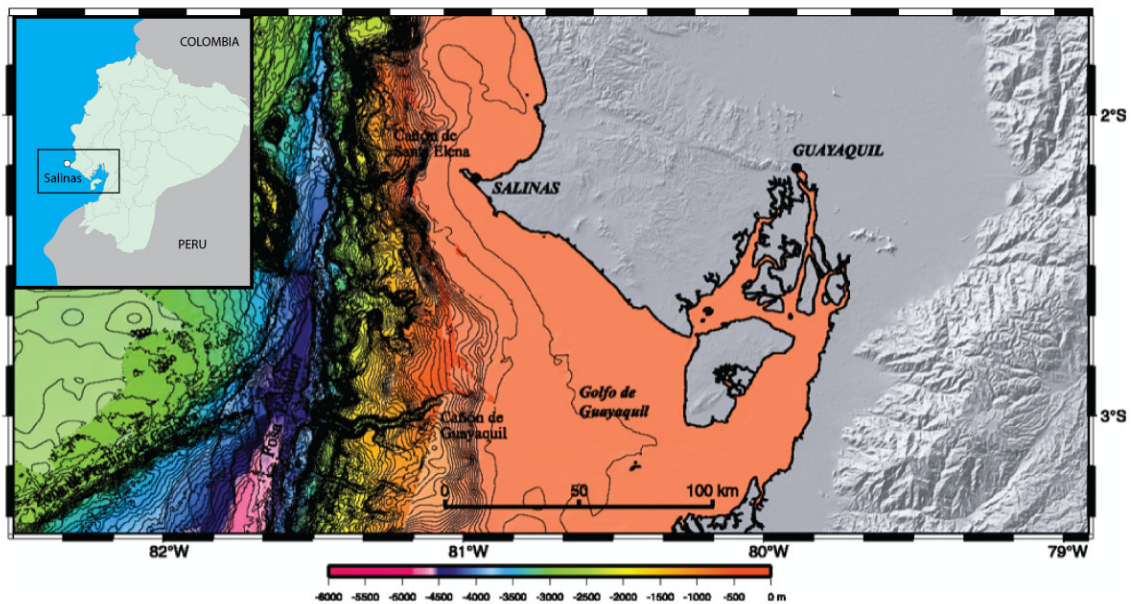 COLOMBIA
Salinas
PERU
Cañon de
Santa Elena
SALINAS
GUAYAQUIL
2°S
Golfo de
Guayaquil
Cañon de
Guayaquil
3°S
0 50 100 km
82°W 81°W 80°W 79°W
-6000 -5500 -5000 -4500 -4000 -3500 -3000 -2500 -2000 -1500 -1000 -500 0 m